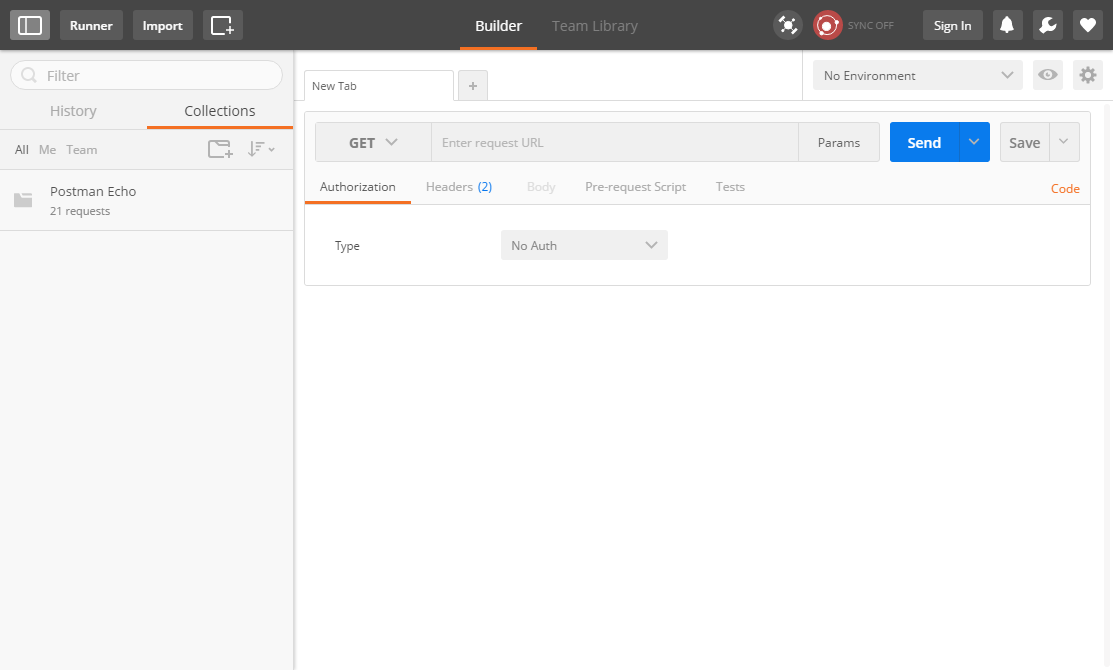 Runner Import Builder Team Library SYNC OFF Sign In
Filter
History Collections
All Me Team
Postman Echo
21 requests
New Tab + No Environment
GET Enter request URL Params Send Save
Authorization Headers (2) Body Pre-request Script Tests Code
Type No Auth